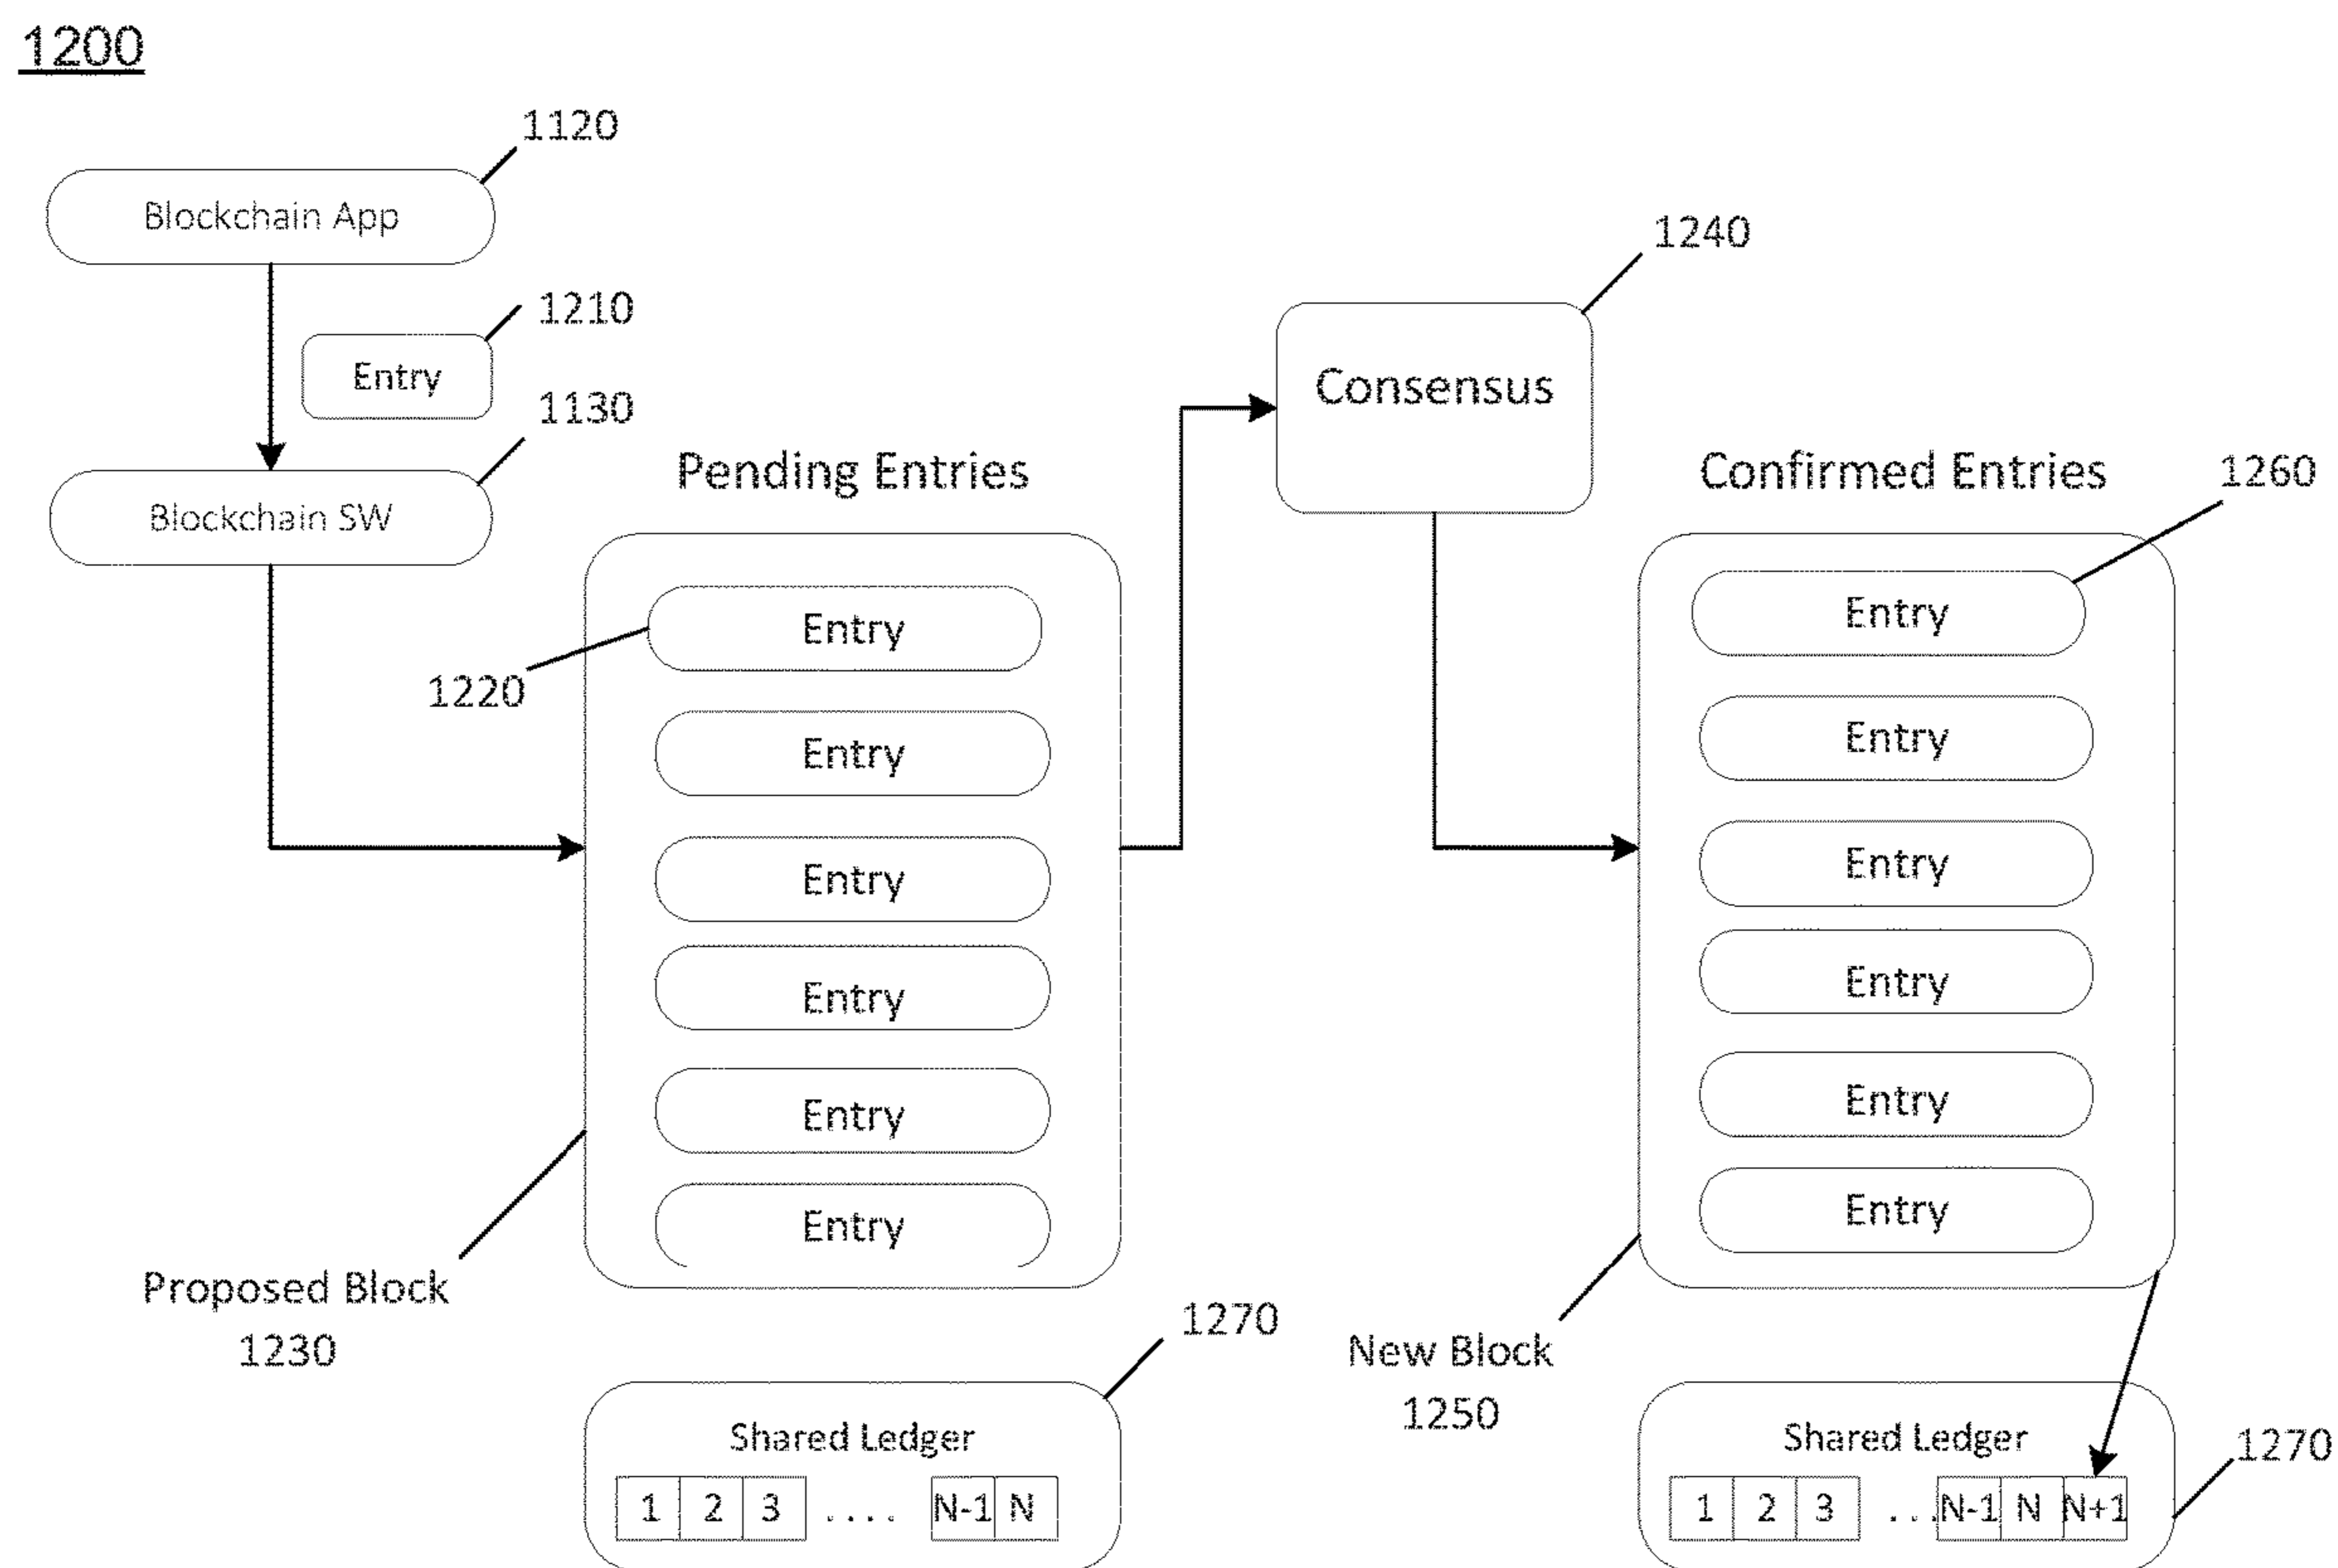 1200
1120
Blockchain App
1210
Entry
1130
Blockchain SW
1240
Consensus
Pending Entries
Entry
1220
Entry
Entry
Entry
Entry
Entry
Proposed Block
1230
Confirmed Entries
1260
Entry
Entry
Entry
Entry
Entry
Entry
New Block
1250
1270
Shared Ledger
1 2 3 .... N-1 N
Shared Ledger
1270
1 2 3 ... N-1 N N+1